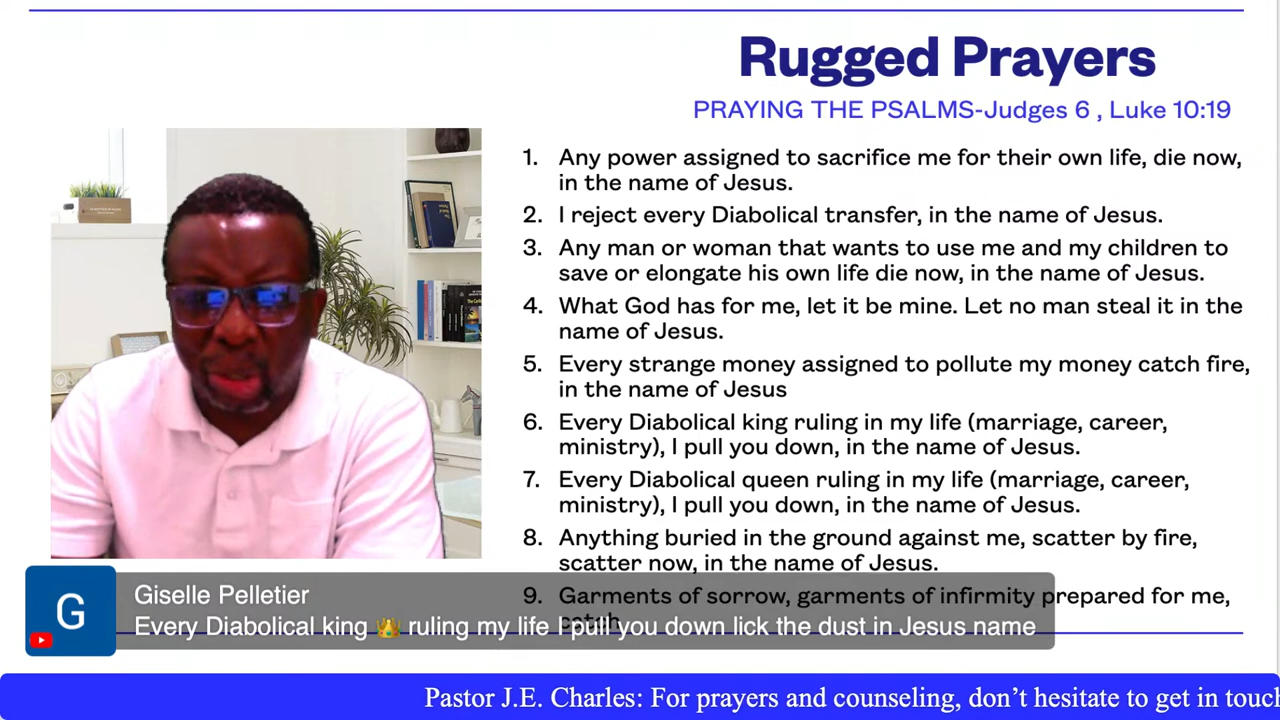 Rugged Prayers
PRAYING THE PSALMS-Judges 6 , Luke 10:19
1. Any power assigned to sacrifice me for their own life, die now,
in the name of Jesus.
2. I reject every Diabolical transfer, in the name of Jesus.
3. Any man or woman that wants to use me and my children to
save or elongate his own life die now, in the name of Jesus.
4. What God has for me, let it be mine. Let no man steal it in the
name of Jesus.
5. Every strange money assigned to pollute my money catch fire,
in the name of Jesus
6. Every Diabolical king ruling in my life (marriage, career,
ministry), I pull you down, in the name of Jesus.
7. Every Diabolical queen ruling in my life (marriage, career,
ministry), I pull you down, in the name of Jesus.
8. Anything buried in the ground against me, scatter by fire,
scatter now, in the name of Jesus.
9. Garments of sorrow, garments of infirmity prepared for me,
catch
G
Giselle Pelletier
Every Diabolical king 👑 ruling my life I pull you down lick the dust in Jesus name
Pastor J.E. Charles: For prayers and counseling, don't hesitate to get in touch